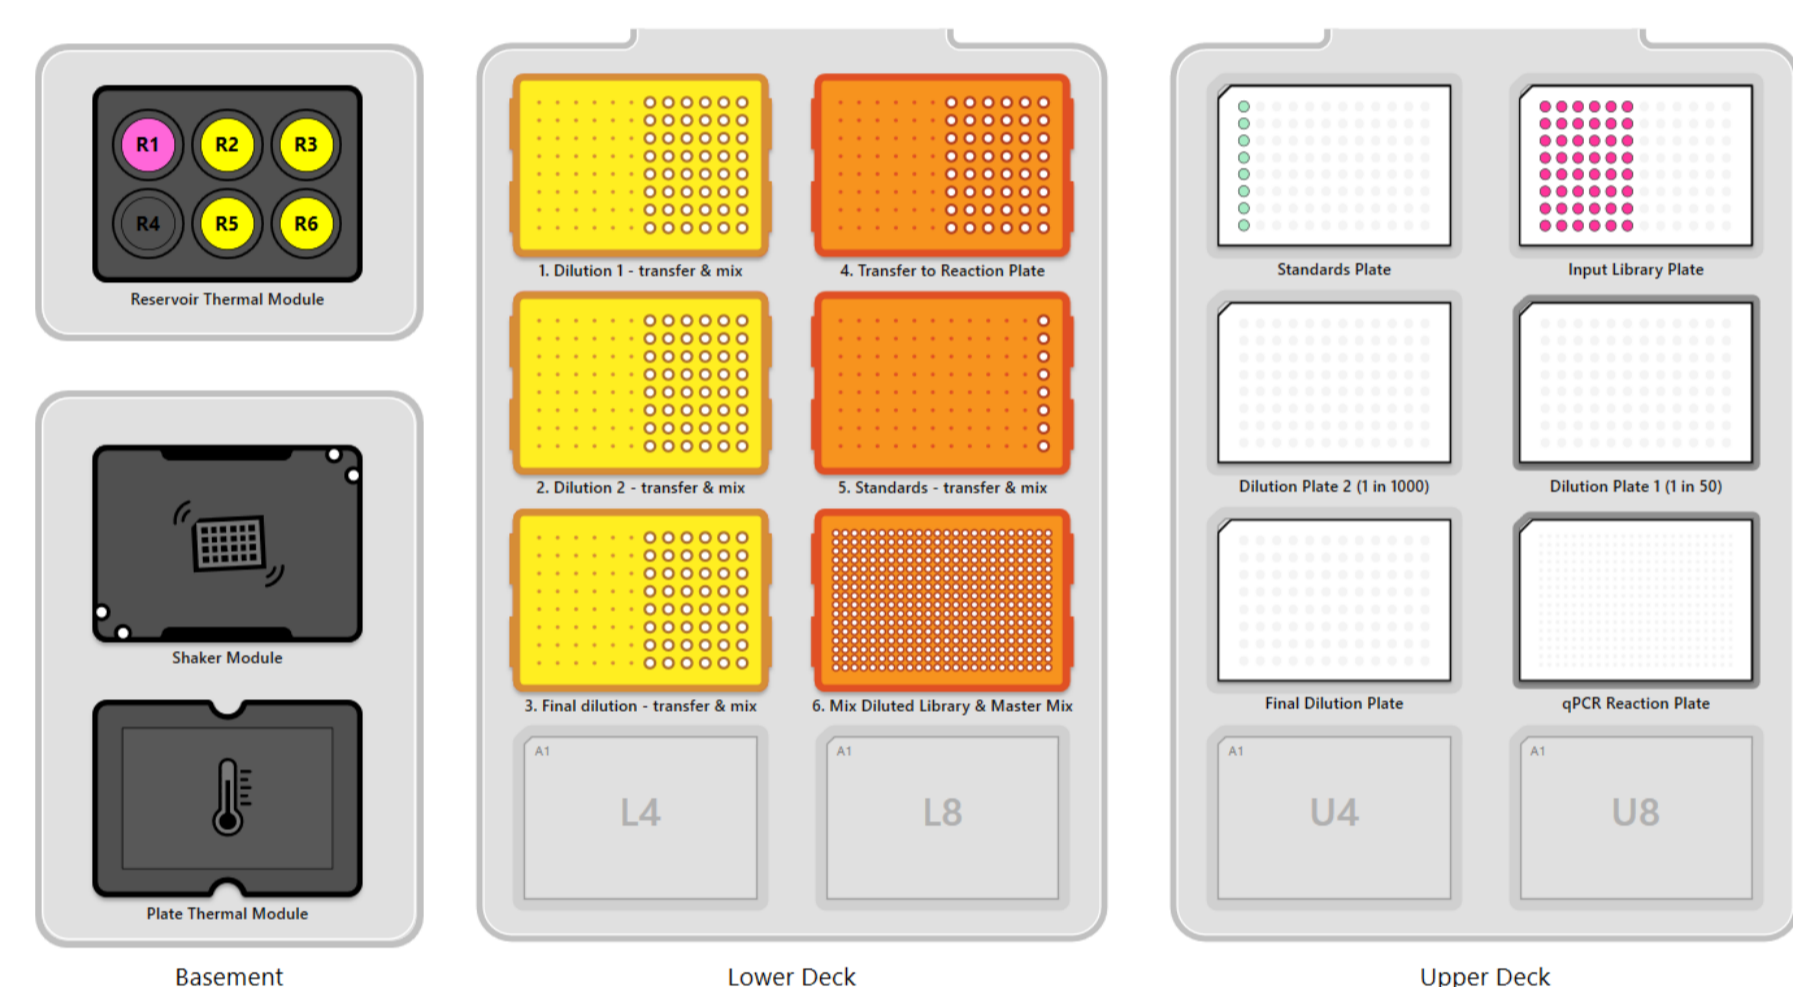 R1
R2
R3
R4
R5
R6
Reservoir Thermal Module
Shaker Module
Plate Thermal Module
Basement
1. Dilution 1 - transfer & mix
4. Transfer to Reaction Plate
2. Dilution 2 - transfer & mix
5. Standards - transfer & mix
3. Final dilution - transfer & mix
6. Mix Diluted Library & Master Mix
A1
L4
A1
L8
Lower Deck
Standards Plate
Input Library Plate
Dilution Plate 2 (1 in 1000)
Dilution Plate 1 (1 in 50)
Final Dilution Plate
qPCR Reaction Plate
A1
U4
A1
U8
Upper Deck